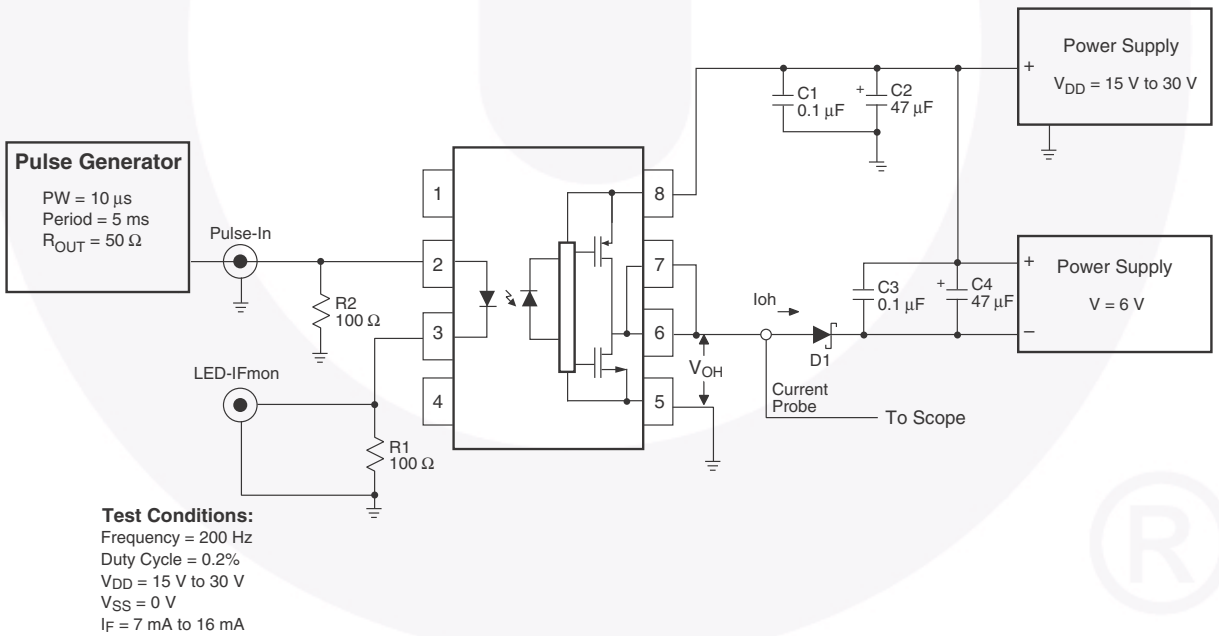 Power Supply
VDD = 15 V to 30 V
+
C1
0.1 μF
+
C2
47 μF
Pulse Generator
PW = 10 μs
Period = 5 ms
ROUT = 50 Ω
Pulse-In
1
2
3
4
8
7
6
5
R2
100 Ω
LED-IFmon
R1
100 Ω
VOH
Ioh
D1
Current
Probe
To Scope
C3
0.1 μF
+
C4
47 μF
+
Power Supply
V = 6 V
–
Test Conditions:
Frequency = 200 Hz
Duty Cycle = 0.2%
VDD = 15 V to 30 V
VSS = 0 V
IF = 7 mA to 16 mA
®